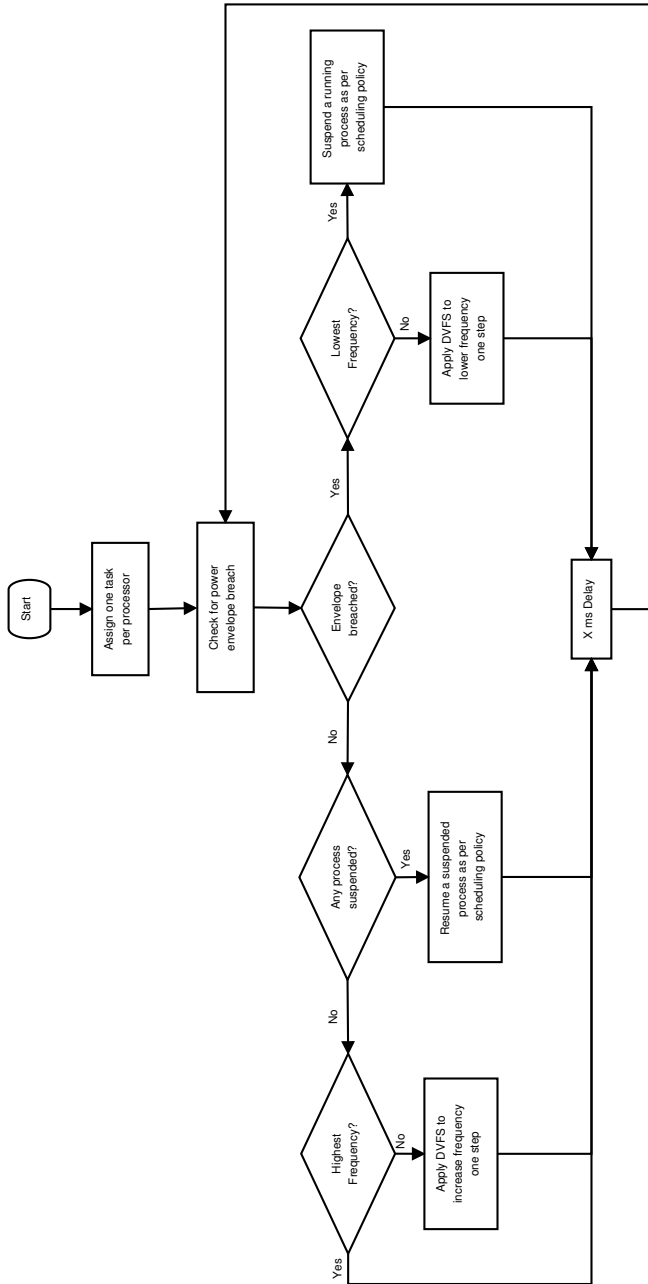 Start
Assign one task
per processor
Check for power
envelope breach
Envelope
breached?
No
Yes
Any process
suspended?
No
Yes
Lowest
Frequency?
Yes
No
Highest
Frequency?
Yes
No
Apply DVFS to
increase frequency
one step
Resume a suspended
process as per
scheduling policy
Apply DVFS to
lower frequency
one step
Suspend a running
process as per
scheduling policy
X ms Delay